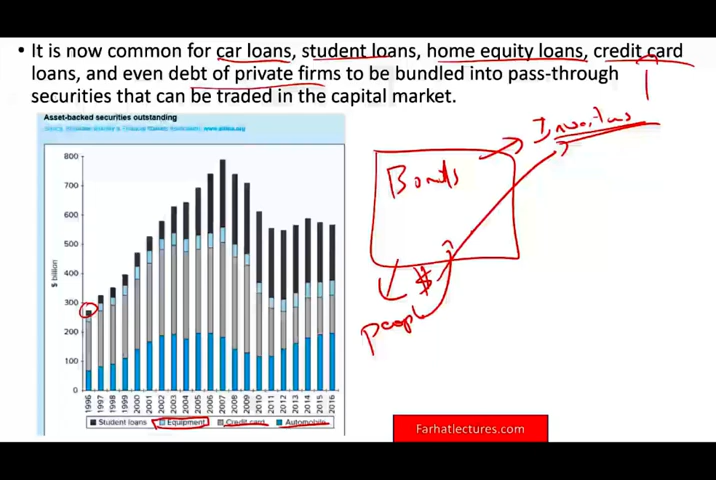 • It is now common for car loans, student loans, home equity loans, credit card
loans, and even debt of private firms to be bundled into pass-through
securities that can be traded in the capital market.
Asset-backed securities outstanding
Investors
Bonds
$
people
800
700
600
500
400
300
200
100
0
$ billion
1996 1997 1998 1999 2000 2001 2002 2003 2004 2005 2006 2007 2008 2009 2010 2011 2012 2013 2014 2015 2016
Student loans Equipment Credit card Automobile
Farhatlectures.com